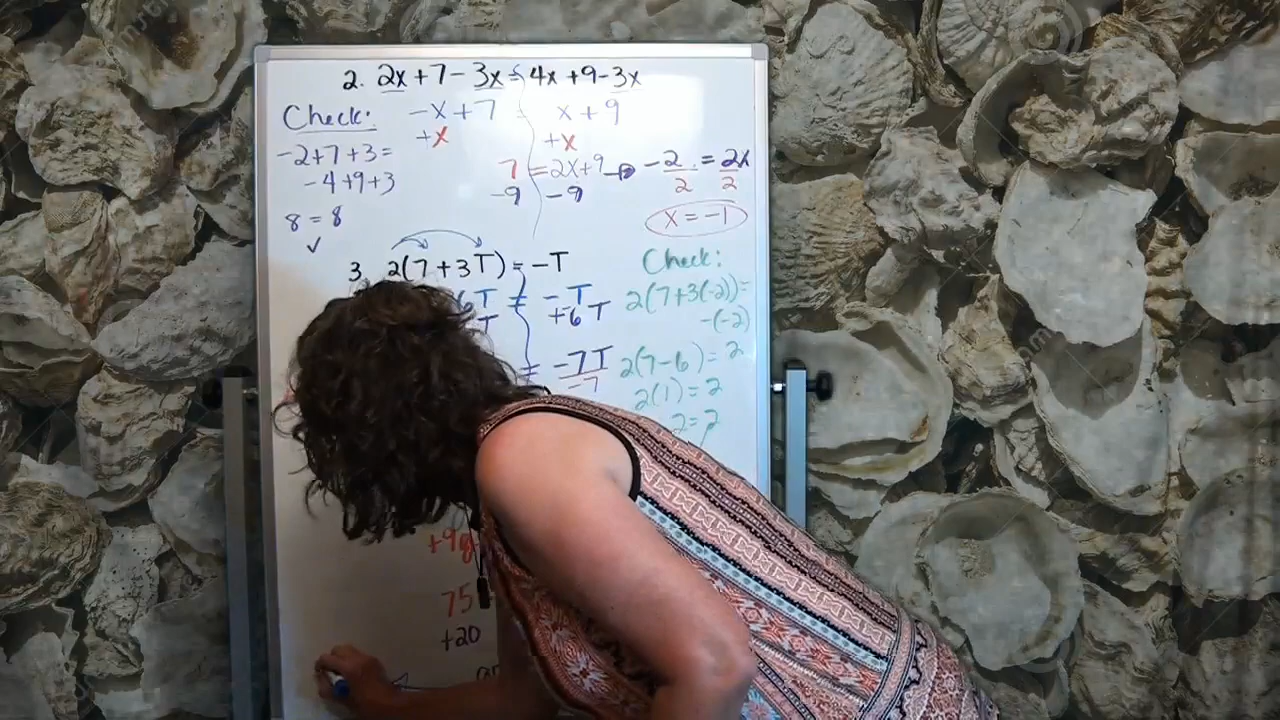 2. 2x + 7 - 3x = 4x + 9 - 3x
Check:
-x + 7
x + 9
+x
+x
-2+7+3=
-4+9+3
8 = 8
✓
7 = 2x+9 → -2/2 = 2x/2
-9 -9
x = -1
3. 2(7 + 3T) = -T
6T = -T
T +6T
= -7T
-7
Check:
2(7+3(-2))=
-(-2)
2(7-6) = 2
2(1) = 2
2 = 2
+9g
75
+20